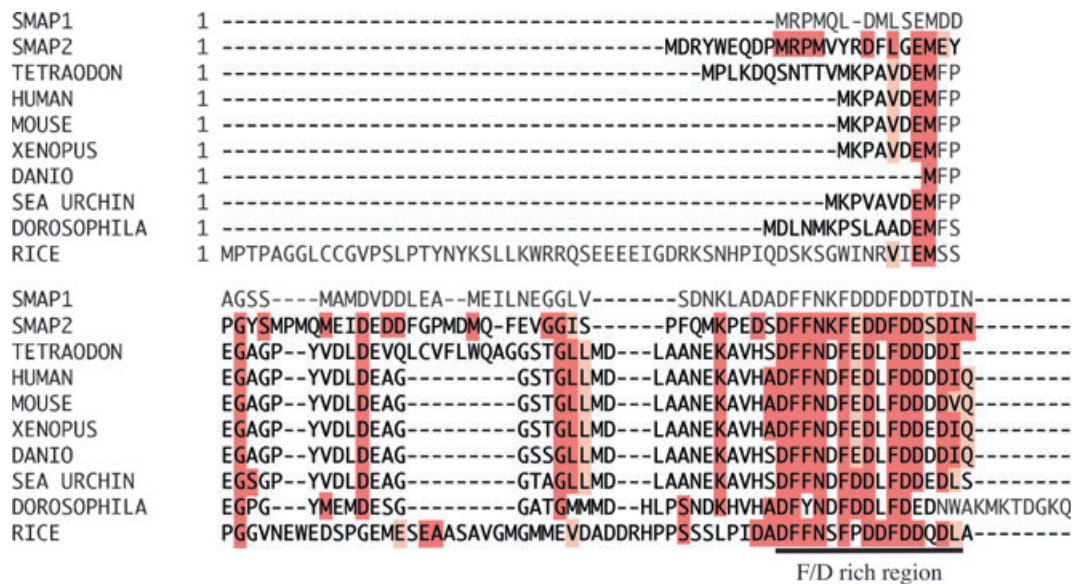 SMAP1 1 ---------------------------------------------MRPMQL-DMLSEMDD
SMAP2 1 ------------------------------------MDRYWEQDPMRPMVYRDFLGEMEY
TETRAODON 1 ---------------------------------------MPLKDQSNTTVMKPAVDEMFP
HUMAN 1 --------------------------------------------------MKPAVDEMFP
MOUSE 1 --------------------------------------------------MKPAVDEMFP
XENOPUS 1 --------------------------------------------------MKPAVDEMFP
DANIO 1 ---------------------------------------------------------MFP
SEA URCHIN 1 -------------------------------------------------MKPVAVDEMFP
DOROSOPHILA 1 --------------------------------------------MDLNMKPSLAADEMFS
RICE 1 MPTPAGGLCCGVPSLPTYNYKSLLKWRRQSEEEEIGDRKSNHPIQDSKSGWINRVIEMSS
SMAP1 AGSS----MAMDVDDLEA--MEILNEGGLV-------SDNKLADADFFNKFDDDFDDTDIN--------
SMAP2 PGYSMPMQMEIDEDDFGPMDMQ-FEVGGIS------PFQMKPEDSDFFNKFEDDFDDSDIN--------
TETRAODON EGAGP--YVDLDEVQLCVFLWQAGGSTGLLMD---LAANEKAVHSDFFNDFEDLFDDDDI---------
HUMAN EGAGP--YVDLDEAG---------GSTGLLMD---LAANEKAVHADFFNDFEDLFDDDDIQ--------
MOUSE EGAGP--YVDLDEAG---------GSTGLLMD---LAANEKAVHADFFNDFEDLFDDDDVQ--------
XENOPUS EGAGP--YVDLDEAG---------GSTGLLMD---LAANEKAVHSDFFNDFEDLFDDEDIQ--------
DANIO EGAGP--YVDLDEAG---------GSSGLLMD---LAANEKAVHSDFFNDFEDLFDDDDIQ--------
SEA URCHIN EGSGP--YVDLDEAG---------GTAGLLMD---LAANEKAVHSDFFNDFDDLFDDEDLS--------
DOROSOPHILA EGPG---YMEMDESG---------GATGMMMD--HLPSNDKHVHADFYNDFDDLFDEDNWAKMKTDGKQ
RICE PGGVNEWEDSPGEMESEAASAVGMGMMEVDADDRHPPSSSLPIDADFFNSFPDDFDDQDLA--------
F/D rich region